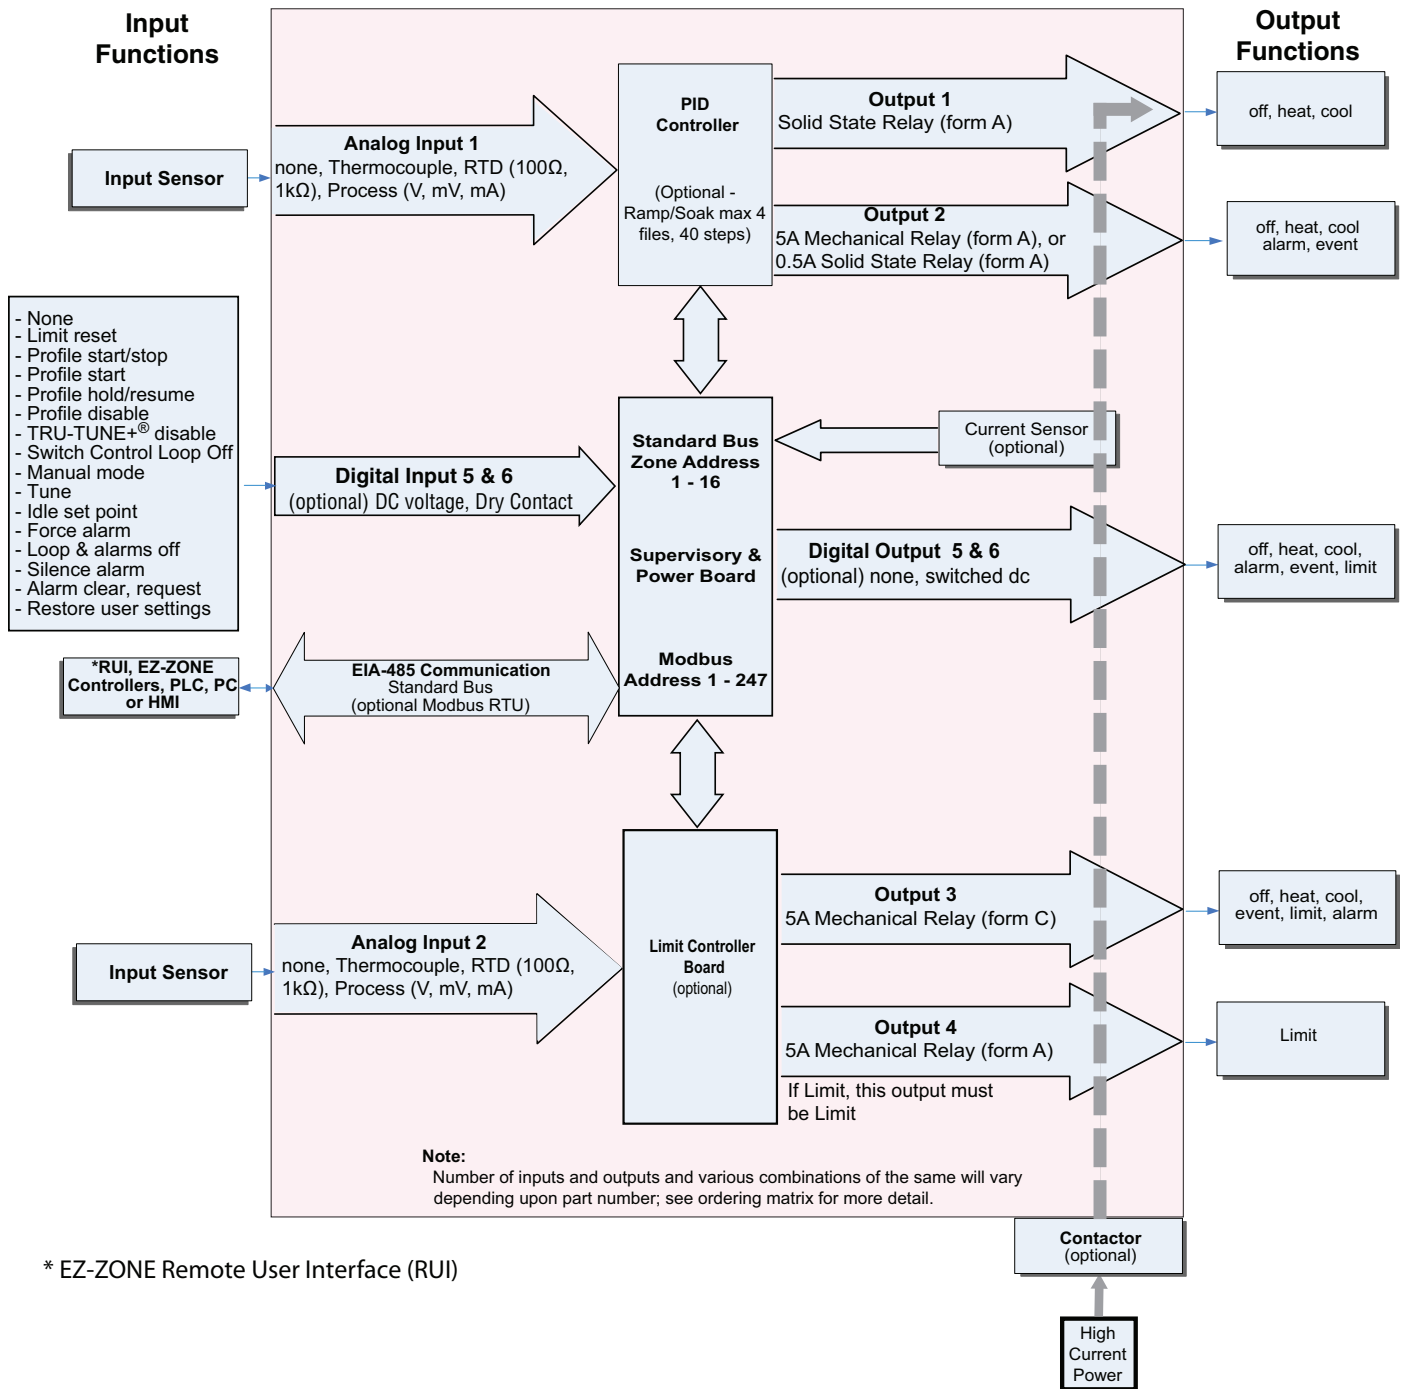 Input
Functions
Output
Functions
PID
Controller
(Optional -
Ramp/Soak max 4
files, 40 steps)
Output 1
Solid State Relay (form A)
off, heat, cool
Analog Input 1
none, Thermocouple, RTD (100Ω,
1kΩ), Process (V, mV, mA)
Input Sensor
Output 2
5A Mechanical Relay (form A), or
0.5A Solid State Relay (form A)
off, heat, cool
alarm, event
- None
- Limit reset
- Profile start/stop
- Profile start
- Profile hold/resume
- Profile disable
- TRU-TUNE+® disable
- Switch Control Loop Off
- Manual mode
- Tune
- Idle set point
- Force alarm
- Loop & alarms off
- Silence alarm
- Alarm clear, request
- Restore user settings
Digital Input 5 & 6
(optional) DC voltage, Dry Contact
Standard Bus
Zone Address
1 - 16
Supervisory &
Power Board
Modbus
Address 1 - 247
Current Sensor
(optional)
Digital Output 5 & 6
(optional) none, switched dc
off, heat, cool,
alarm, event, limit
*RUI, EZ-ZONE
Controllers, PLC, PC
or HMI
EIA-485 Communication
Standard Bus
(optional Modbus RTU)
Input Sensor
Analog Input 2
none, Thermocouple, RTD (100Ω,
1kΩ), Process (V, mV, mA)
Limit Controller
Board
(optional)
Output 3
5A Mechanical Relay (form C)
off, heat, cool,
event, limit, alarm
Output 4
5A Mechanical Relay (form A)
If Limit, this output must
be Limit
Limit
Note:
Number of inputs and outputs and various combinations of the same will vary
depending upon part number; see ordering matrix for more detail.
Contactor
(optional)
* EZ-ZONE Remote User Interface (RUI)
High
Current
Power